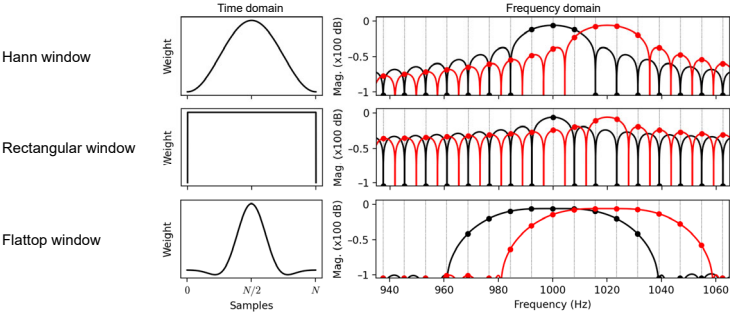 Time domain
Frequency domain
Hann window
Weight
Mag. (x100 dB)
0
−0.5
−1
Rectangular window
Weight
Mag (x100 dB)
0
−0.5
−1
Flattop window
Weight
Mag. (x100 dB)
0
−0.5
−1
0 N/2 N
Samples
940 960 980 1000 1020 1040 1060
Frequency (Hz)